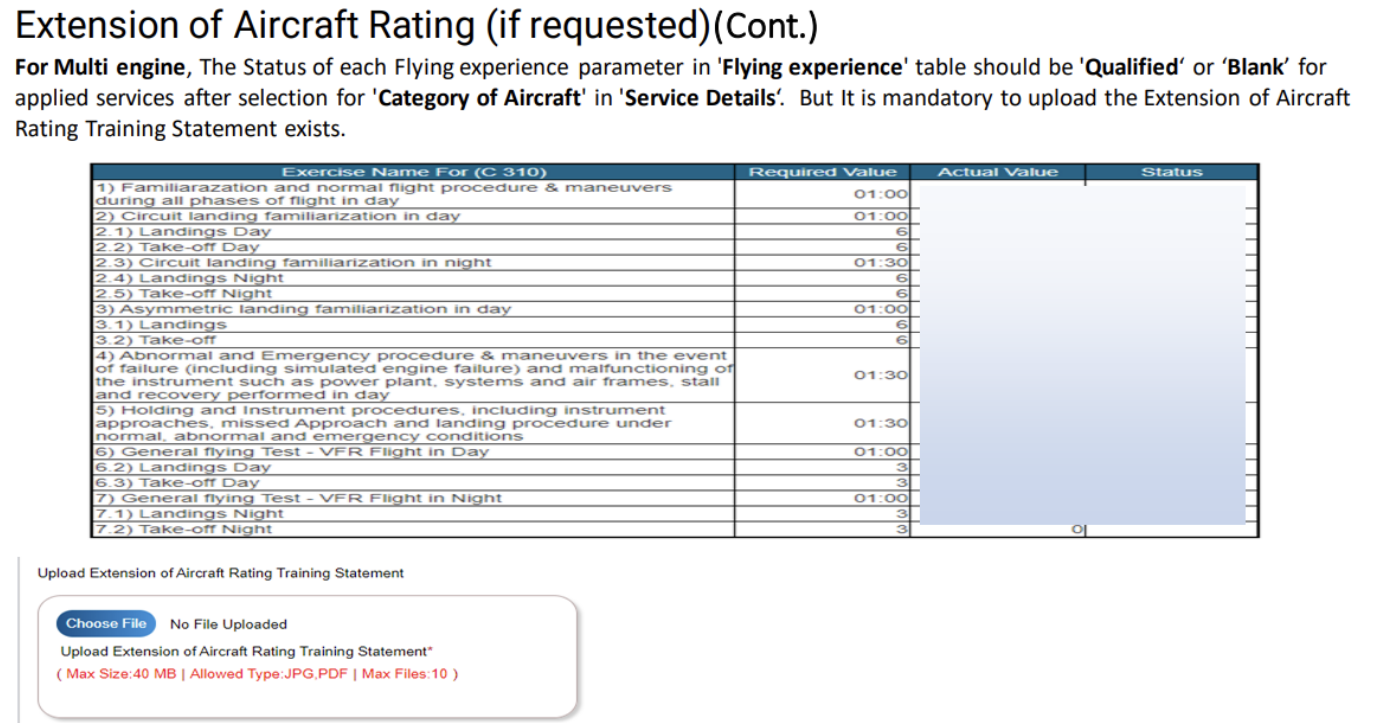 Extension of Aircraft Rating (if requested)(Cont.)
For Multi engine, The Status of each Flying experience parameter in 'Flying experience' table should be 'Qualified‘ or ‘Blank’ for
applied services after selection for 'Category of Aircraft' in 'Service Details‘.  But It is mandatory to upload the Extension of Aircraft
Rating Training Statement exists.
Exercise Name For (C 310) Required Value Actual Value Status
1) Familiarazation and normal flight procedure & maneuvers
during all phases of flight in day 01:00
2) Circuit landing familiarization in day 01:00
2.1) Landings Day 6
2.2) Take-off Day 6
2.3) Circuit landing familiarization in night 01:30
2.4) Landings Night 6
2.5) Take-off Night 6
3) Asymmetric landing familiarization in day 01:00
3.1) Landings 6
3.2) Take-off 6
4) Abnormal and Emergency procedure & maneuvers in the event
of failure (including simulated engine failure) and malfunctioning of
the instrument such as power plant, systems and air frames, stall
and recovery performed in day 01:30
5) Holding and Instrument procedures, including instrument
approaches, missed Approach and landing procedure under
normal, abnormal and emergency conditions 01:30
6) General flying Test - VFR Flight in Day 01:00
6.2) Landings Day 3
6.3) Take-off Day 3
7) General flying Test - VFR Flight in Night 01:00
7.1) Landings Night 3
7.2) Take-off Night 3 0
Upload Extension of Aircraft Rating Training Statement
Choose File No File Uploaded
Upload Extension of Aircraft Rating Training Statement*
( Max Size:40 MB | Allowed Type:JPG,PDF | Max Files:10 )